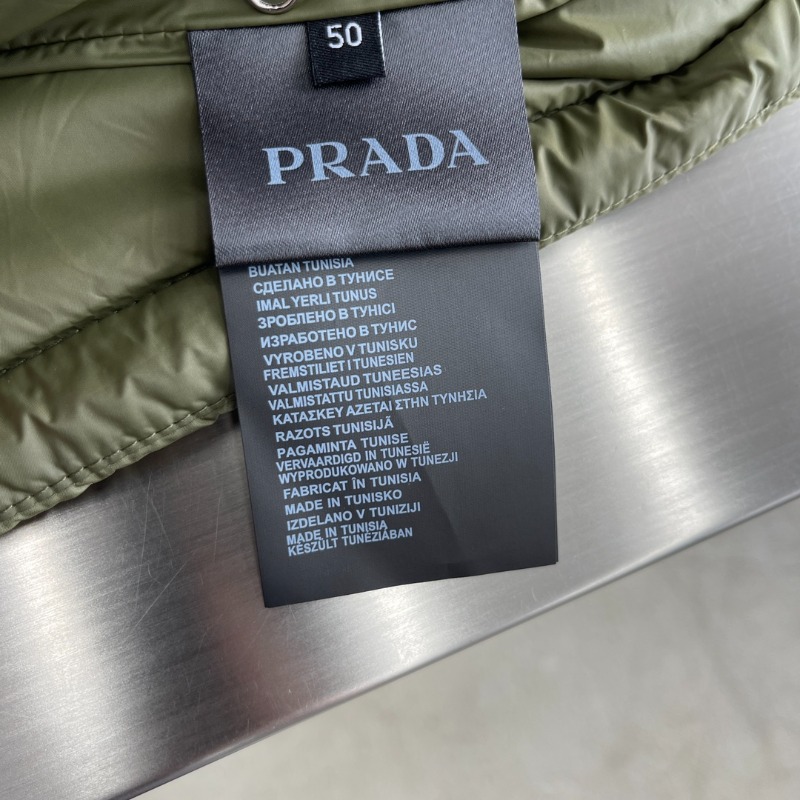 50
PRADA
BUATAN TUNISIA
СДЕЛАНО В ТУНИСЕ
IMAL YERLI TUNUS
ЗРОБЛЕНО В ТУНІСІ
ИЗРАБОТЕНО В ТУНИС
VYROBENO V TUNISKU
FREMSTILIET I TUNESIEN
VALMISTAUD TUNEESIAS
VALMISTATTU TUNISIASSA
ΚΑΤΑΣΚΕΥ ΑΖΕΤΑΙ ΣΤΗΝ ΤΥΝΗΣΙΑ
RAZOTS TUNISIJÃ
PAGAMINTA TUNISE
VERVAARDIGD IN TUNESIË
WYPRODUKOWANO W TUNEZJI
FABRICAT ÎN TUNISIA
MADE IN TUNISKO
IZDELANO V TUNIZIJI
MADE IN TUNISIA
KÉSZÜLT TUNÉZIÁBAN